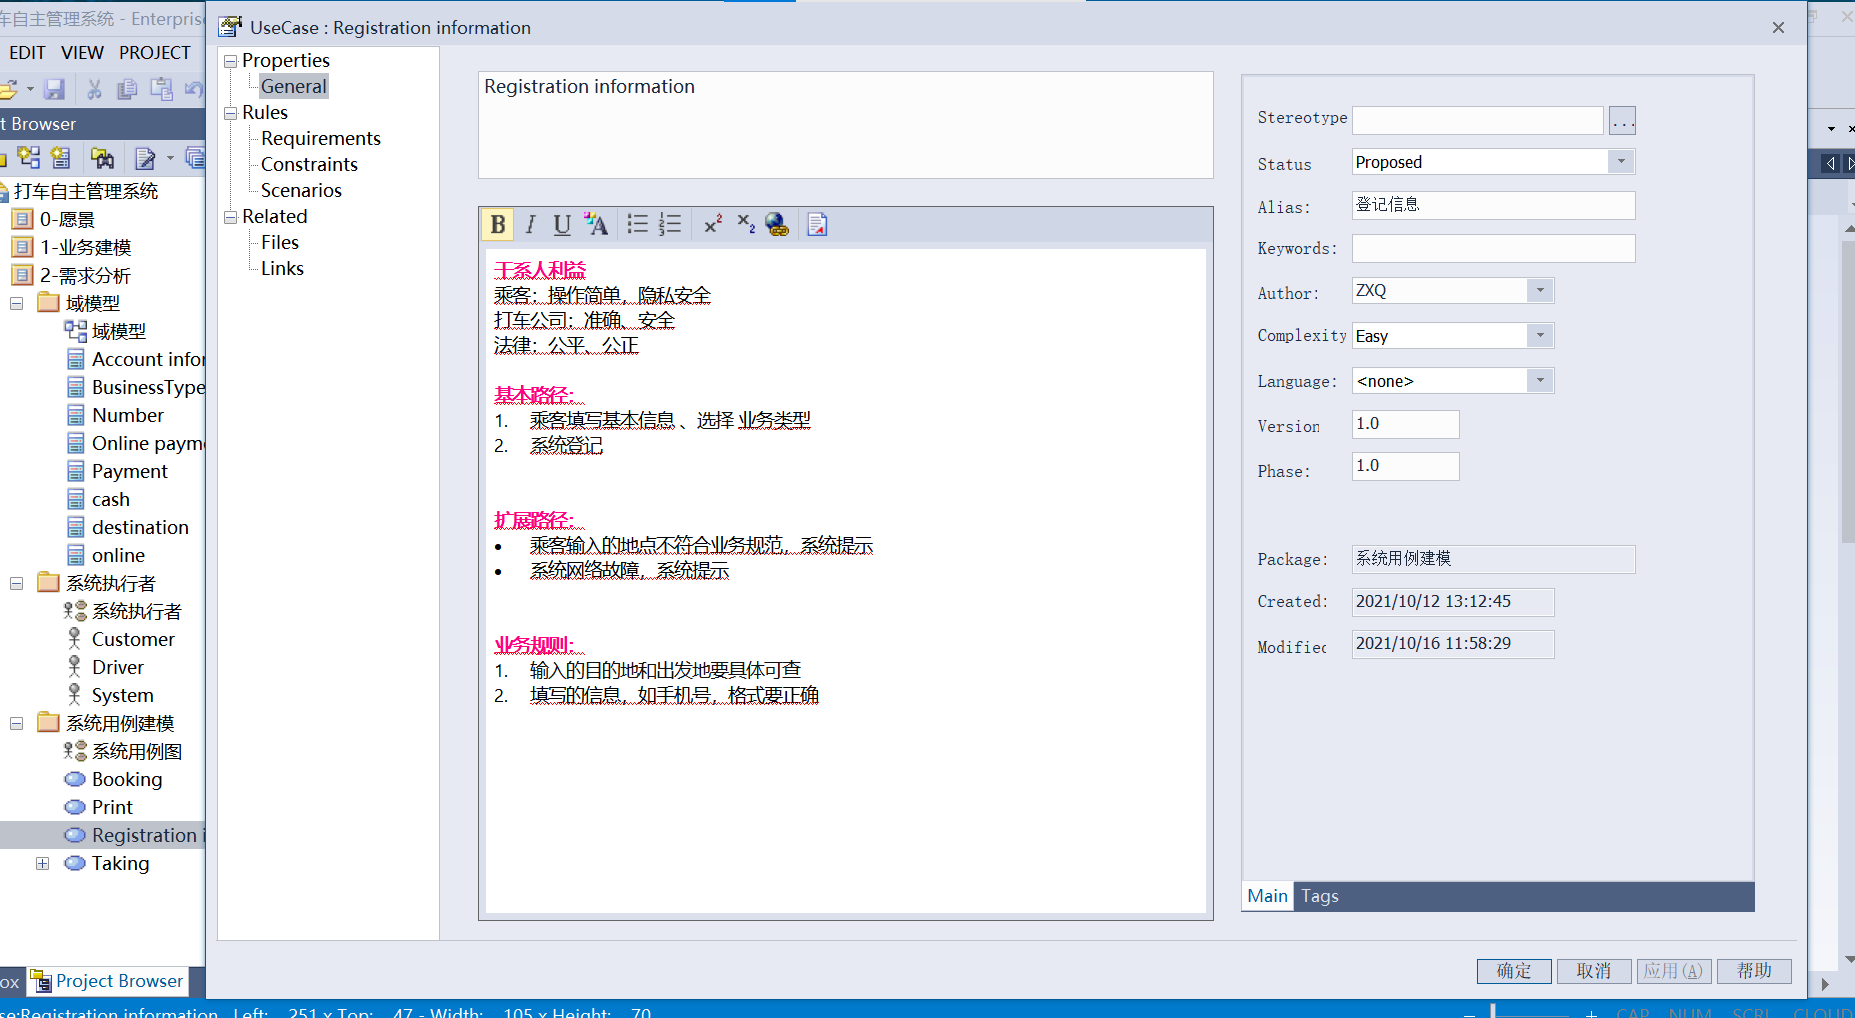 车自主管理系统 - Enterprise
UseCase : Registration information
EDIT VIEW PROJECT
t Browser
打车自主管理系统
0-愿景
1-业务建模
2-需求分析
域模型
域模型
Account infor
BusinessType
Number
Online payme
Payment
cash
destination
online
系统执行者
系统执行者
Customer
Driver
System
系统用例建模
系统用例图
Booking
Print
Registration i
Taking
ox Project Browser
Properties
General
Rules
Requirements
Constraints
Scenarios
Related
Files
Links
Registration information
干系人利益
乘客：操作简单，隐私安全
打车公司：准确、安全
法律：公平、公正
基本路径：
1. 乘客填写基本信息 、选择 业务类型
2. 系统登记
扩展路径：
• 乘客输入的地点不符合业务规范，系统提示
• 系统网络故障，系统提示
业务规则：
1. 输入的目的地和出发地要具体可查
2. 填写的信息，如手机号，格式要正确
Stereotype ...
Status Proposed
Alias: 登记信息
Keywords:
Author: ZXQ
Complexity Easy
Language: <none>
Version 1.0
Phase: 1.0
Package: 系统用例建模
Created: 2021/10/12 13:12:45
Modified 2021/10/16 11:58:29
Main Tags
确定 取消 应用(A) 帮助
se:Registration information Left: 251 x Top: 47 - Width: 105 x Height: 70
CAP NUM SCRL CLOUD